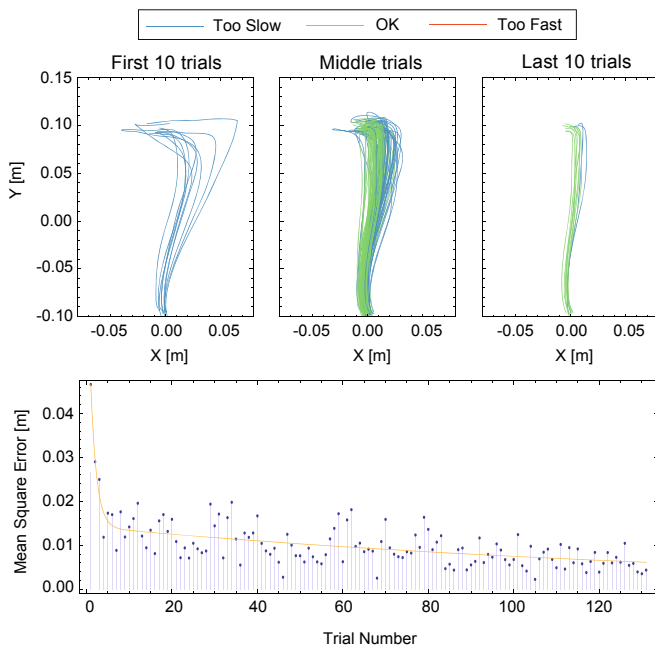 Too Slow OK Too Fast
First 10 trials Middle trials Last 10 trials
0.15
0.10
0.05
0.00
-0.05
-0.10
Y [m]
-0.05 0.00 0.05 -0.05 0.00 0.05 -0.05 0.00 0.05
X [m] X [m] X [m]
Mean Square Error [m]
0.04
0.03
0.02
0.01
0.00
0 20 40 60 80 100 120
Trial Number